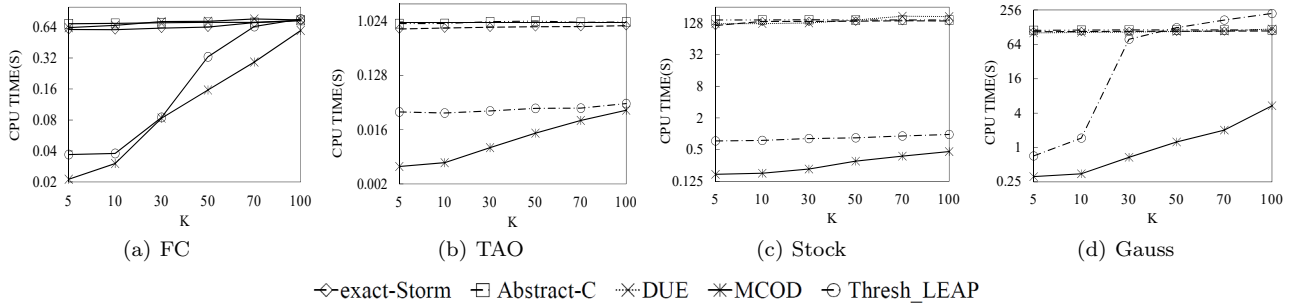 CPU TIME(S)
0.64
0.32
0.16
0.08
0.04
0.02
5 10 30 50 70 100
K
(a) FC
CPU TIME(S)
1.024
0.128
0.016
0.002
5 10 30 50 70 100
K
(b) TAO
CPU TIME(S)
128
32
8
2
0.5
0.125
5 10 30 50 70 100
K
(c) Stock
CPU TIME(S)
256
64
16
4
1
0.25
5 10 30 50 70 100
K
(d) Gauss
exact-Storm Abstract-C DUE MCOD Thresh_LEAP